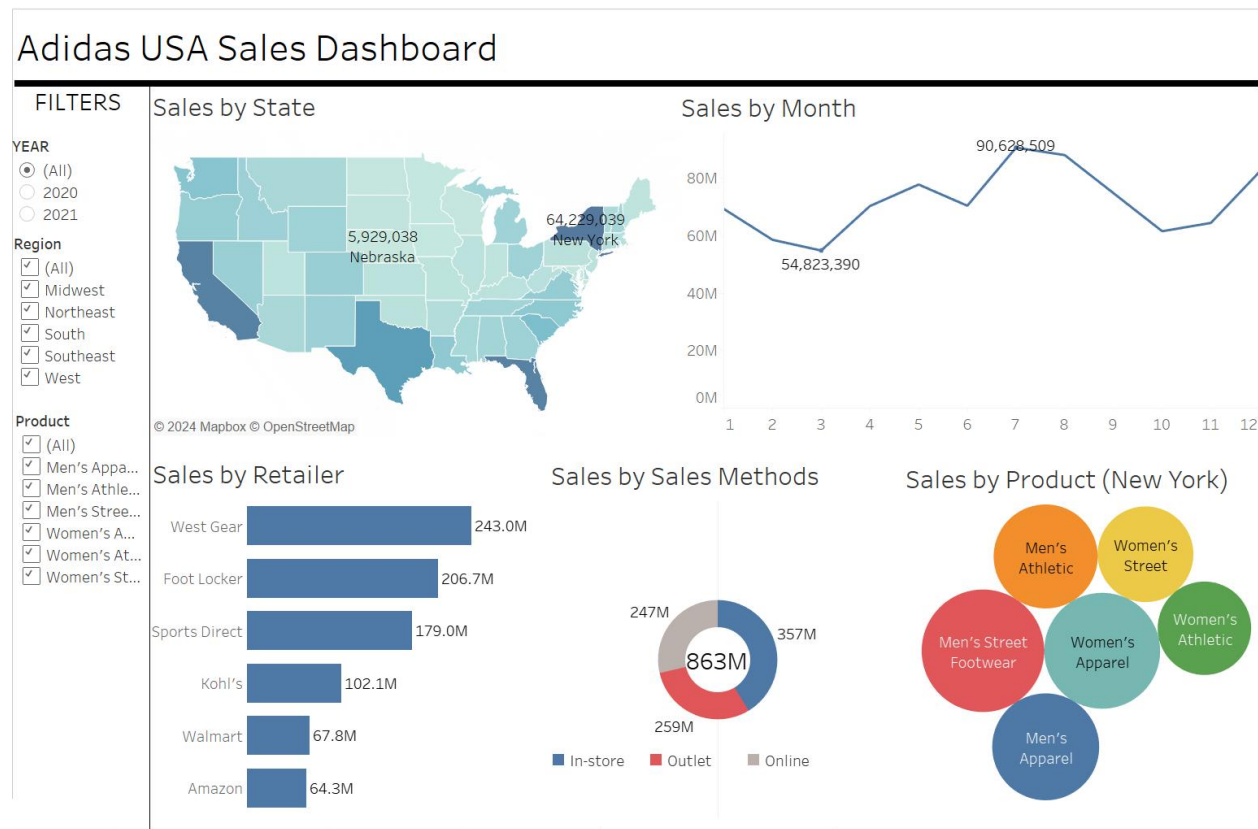 Adidas USA Sales Dashboard
FILTERS
YEAR
(All)
2020
2021
Region
(All)
Midwest
Northeast
South
Southeast
West
Product
(All)
Men's Appa...
Men's Athle...
Men's Stree...
Women's A...
Women's At...
Women's St...
Sales by State
64,229,039
New York
5,929,038
Nebraska
© 2024 Mapbox © OpenStreetMap
Sales by Month
90,628,509
54,823,390
80M
60M
40M
20M
0M
1 2 3 4 5 6 7 8 9 10 11 12
Sales by Retailer
West Gear 243.0M
Foot Locker 206.7M
Sports Direct 179.0M
Kohl's 102.1M
Walmart 67.8M
Amazon 64.3M
Sales by Sales Methods
247M
357M
863M
259M
In-store Outlet Online
Sales by Product (New York)
Men's
Athletic
Women's
Street
Women's
Athletic
Men's Street
Footwear
Women's
Apparel
Men's
Apparel